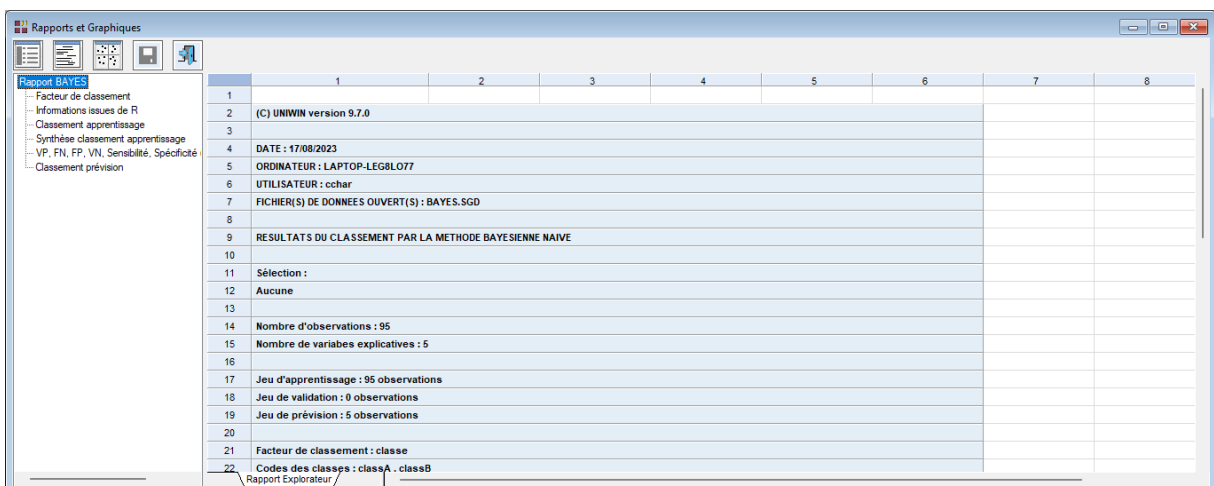 Rapports et Graphiques
Rapport BAYES
Facteur de classement
Informations issues de R
Classement apprentissage
Synthèse classement apprentissage
VP, FN, FP, VN, Sensibilité, Spécificité
Classement prévision
1 2 3 4 5 6 7 8
1
2 (C) UNIWIN version 9.7.0
3
4 DATE : 17/08/2023
5 ORDINATEUR : LAPTOP-LEG8LO77
6 UTILISATEUR : cchar
7 FICHIER(S) DE DONNEES OUVERT(S) : BAYES.SGD
8
9 RESULTATS DU CLASSEMENT PAR LA METHODE BAYESIENNE NAIVE
10
11 Sélection :
12 Aucune
13
14 Nombre d'observations : 95
15 Nombre de variabes explicatives : 5
16
17 Jeu d'apprentissage : 95 observations
18 Jeu de validation : 0 observations
19 Jeu de prévision : 5 observations
20
21 Facteur de classement : classe
22 Codes des classes : classA , classB
Rapport Explorateur